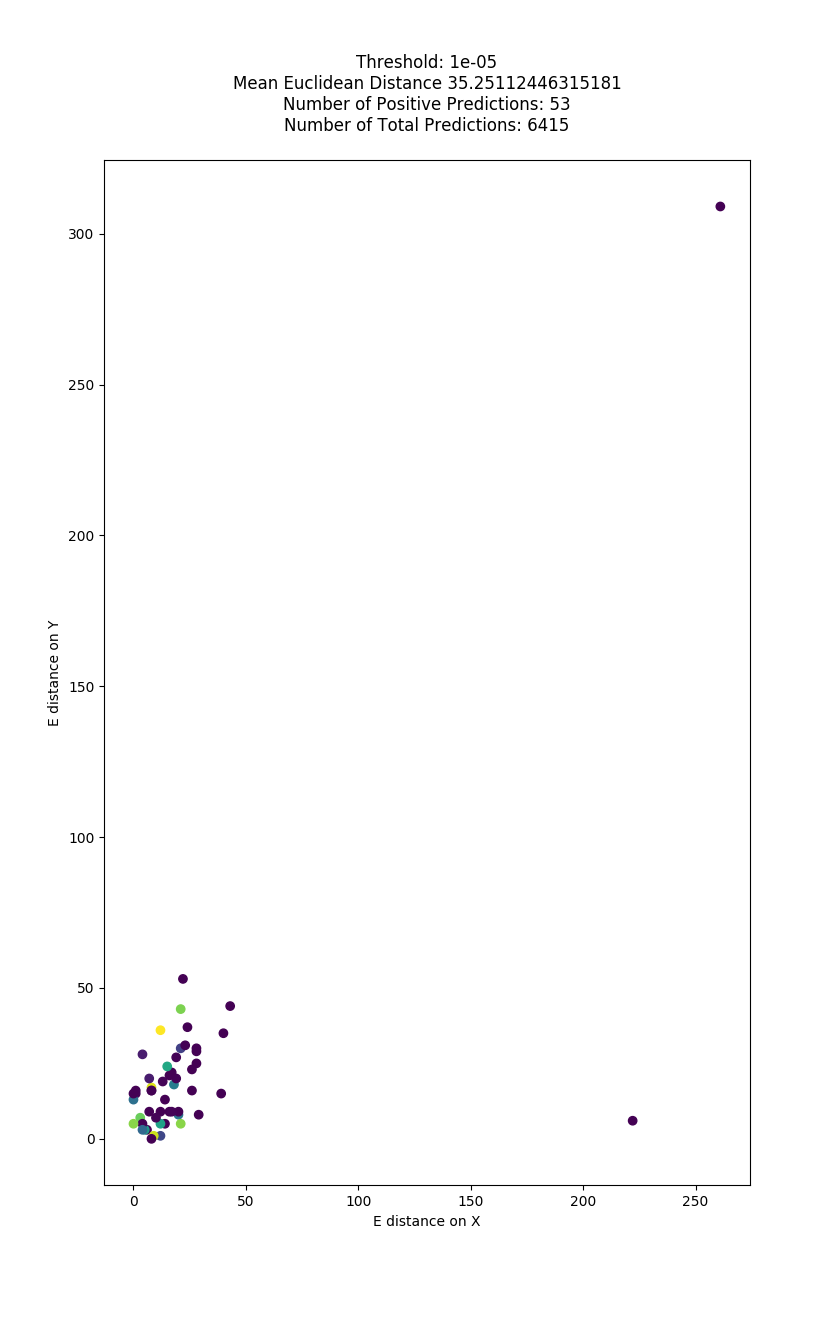 Threshold: 1e-05
Mean Euclidean Distance 35.25112446315181
Number of Positive Predictions: 53
Number of Total Predictions: 6415
300
250
200
150
100
50
0
E distance on Y
0 50 100 150 200 250
E distance on X